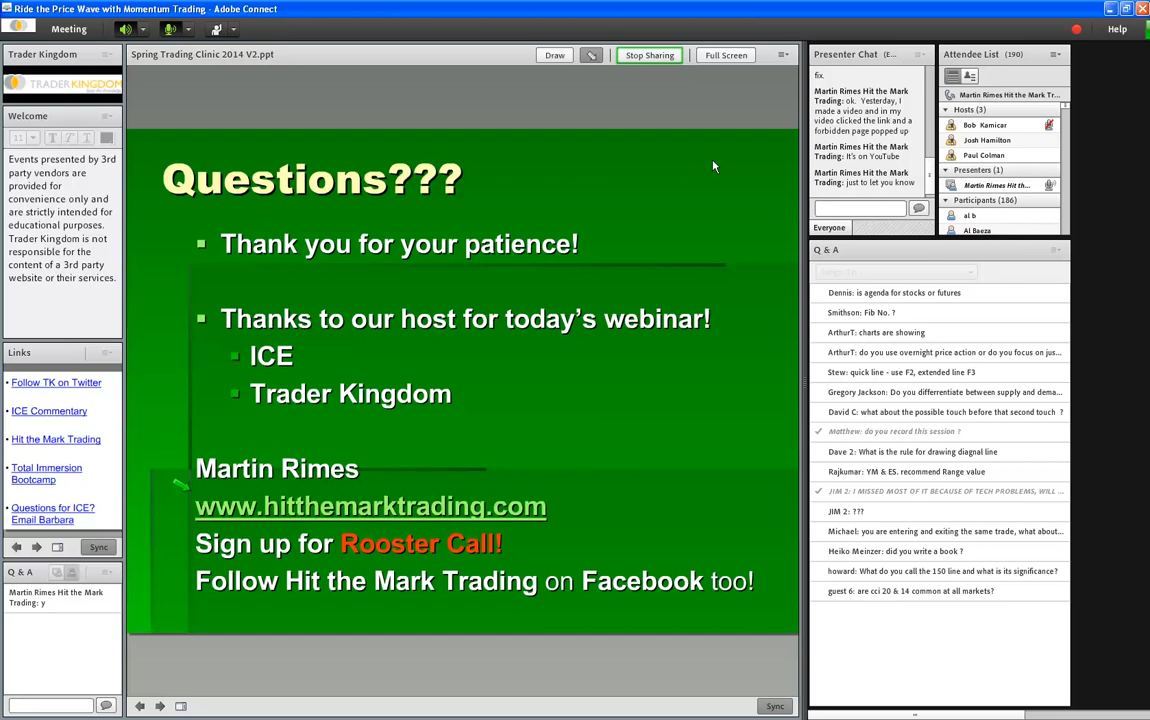 Ride the Price Wave with Momentum Trading - Adobe Connect
Meeting
Help
Trader Kingdom
TRADERKINGDOM
Welcome
11
T
T
T
Events presented by 3rd
party vendors are
provided for
convenience only and
are strictly intended for
educational purposes.
Trader Kingdom is not
responsible for the
content of a 3rd party
website or their services.
Links
• Follow TK on Twitter
• ICE Commentary
• Hit the Mark Trading
• Total Immersion
Bootcamp
• Questions for ICE?
Email Barbara
Sync
Q & A
Martin Rimes Hit the Mark
Trading: y
Spring Trading Clinic 2014 V2.ppt
Draw
Stop Sharing
Full Screen
Questions???
Thank you for your patience!
Thanks to our host for today's webinar!
ICE
Trader Kingdom
Martin Rimes
www.hitthemarktrading.com
Sign up for Rooster Call!
Follow Hit the Mark Trading on Facebook too!
Sync
Presenter Chat (E...
fix.
Martin Rimes Hit the Mark
Trading: ok. Yesterday, I
made a video and in my
video clicked the link and a
forbidden page popped up
Martin Rimes Hit the Mark
Trading: It's on YouTube
Martin Rimes Hit the Mark
Trading: just to let you know
Everyone
Attendee List (190)
Martin Rimes Hit the Mark Tr...
Hosts (3)
Bob Kamicar
Josh Hamilton
Paul Colman
Presenters (1)
Martin Rimes Hit th...
Participants (186)
al b
Al Baeza
Q & A
Dennis: is agenda for stocks or futures
Smithson: Fib No. ?
ArthurT: charts are showing
ArthurT: do you use overnight price action or do you focus on jus...
Stew: quick line - use F2, extended line F3
Gregory Jackson: Do you differentiate between supply and dema...
David C: what about the possible touch before that second touch ?
Matthew: do you record this session ?
Dave 2: What is the rule for drawing diagnal line
Rajkumar: YM & ES. recommend Range value
JIM 2: I MISSED MOST OF IT BECAUSE OF TECH PROBLEMS, WILL ...
JIM 2: ???
Michael: you are entering and exiting the same trade, what about...
Heiko Meinzer: did you write a book ?
howard: What do you call the 150 line and what is its significance?
guest 6: are cci 20 & 14 common at all markets?